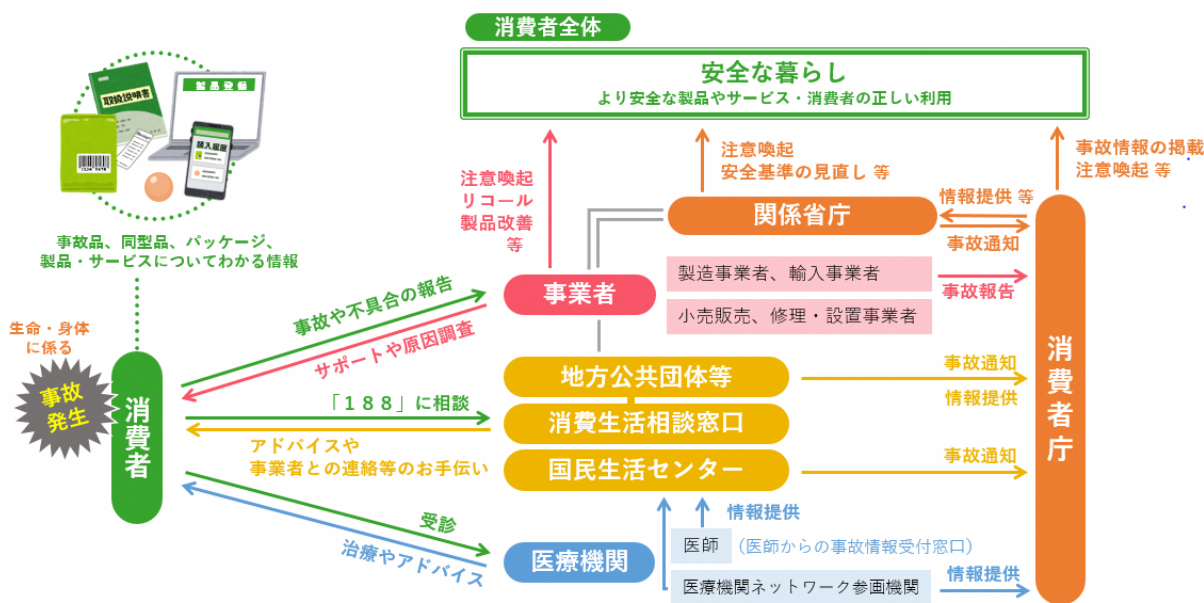 消費者全体
安全な暮らし
より安全な製品やサービス・消費者の正しい利用
製品登録
取扱説明書
購入履歴
事故品、同型品、パッケージ、
製品・サービスについてわかる情報
注意喚起
リコール
製品改善
等
注意喚起
安全基準の見直し 等
事故情報の掲載
注意喚起 等
関係省庁
情報提供 等
事故通知
事業者
製造事業者、輸入事業者
小売販売、修理・設置事業者
事故報告
生命・身体
に係る
事故
発生
消費者
事故や不具合の報告
サポートや原因調査
「188」に相談
アドバイスや
事業者との連絡等のお手伝い
受診
治療やアドバイス
地方公共団体等
消費生活相談窓口
国民生活センター
事故通知
情報提供
事故通知
医療機関
情報提供
医師
(医師からの事故情報受付窓口)
医療機関ネットワーク参画機関
情報提供
消費者庁